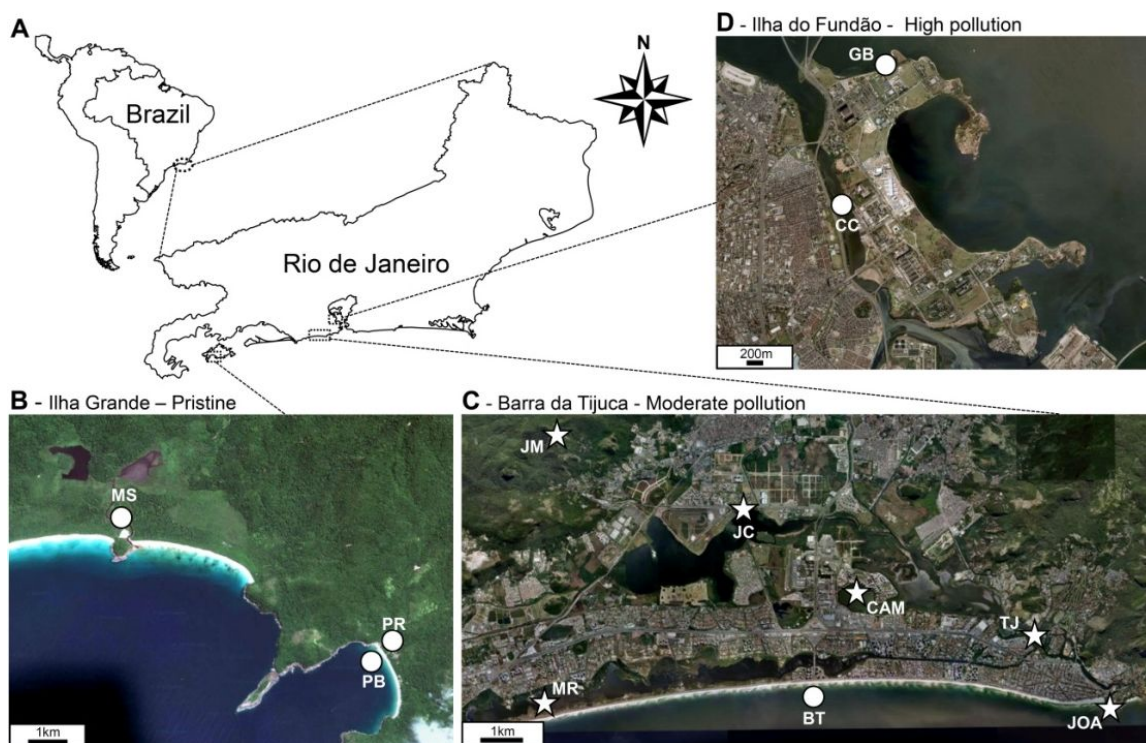 A
Brazil
Rio de Janeiro
N
D - Ilha do Fundão - High pollution
GB
CC
200m
B - Ilha Grande – Pristine
MS
PR
PB
1km
C - Barra da Tijuca - Moderate pollution
JM
JC
CAM
TJ
MR
BT
JOA
1km